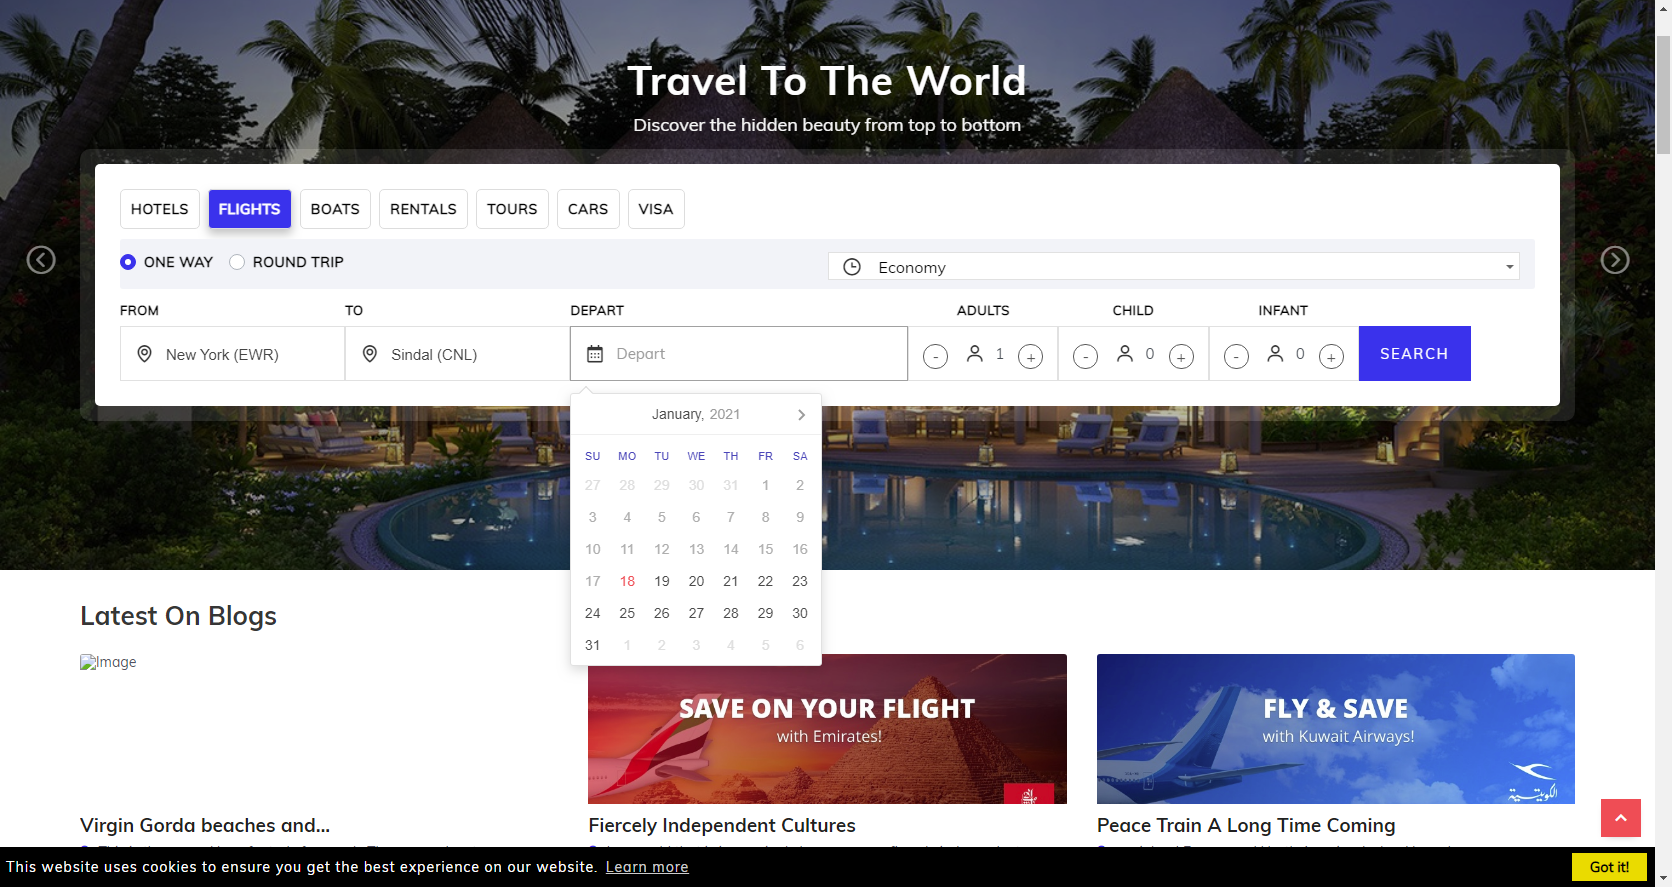 Travel To The World
Discover the hidden beauty from top to bottom
HOTELS FLIGHTS BOATS RENTALS TOURS CARS VISA
ONE WAY ROUND TRIP Economy
FROM TO DEPART ADULTS CHILD INFANT
New York (EWR) Sindal (CNL) Depart - 1 + - 0 + - 0 + SEARCH
January, 2021
SU MO TU WE TH FR SA
27 28 29 30 31 1 2
3 4 5 6 7 8 9
10 11 12 13 14 15 16
17 18 19 20 21 22 23
24 25 26 27 28 29 30
31 1 2 3 4 5 6
Latest On Blogs
Image
SAVE ON YOUR FLIGHT
with Emirates!
FLY & SAVE
with Kuwait Airways!
الكويتية
Virgin Gorda beaches and...
Fiercely Independent Cultures
Peace Train A Long Time Coming
This website uses cookies to ensure you get the best experience on our website. Learn more Got it!